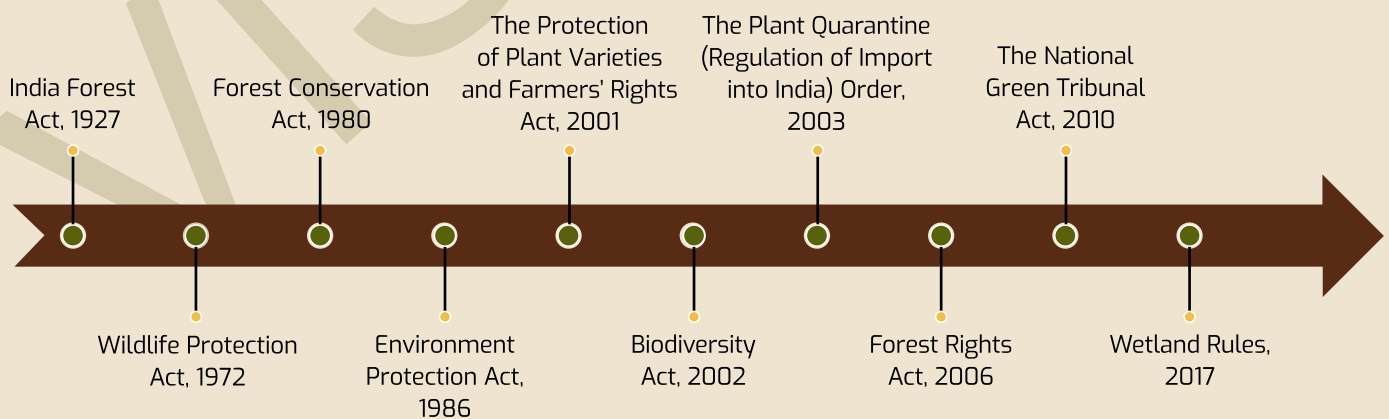 India Forest
Act, 1927
Wildlife Protection
Act, 1972
Forest Conservation
Act, 1980
Environment
Protection Act,
1986
The Protection
of Plant Varieties
and Farmers' Rights
Act, 2001
Biodiversity
Act, 2002
The Plant Quarantine
(Regulation of Import
into India) Order,
2003
Forest Rights
Act, 2006
The National
Green Tribunal
Act, 2010
Wetland Rules,
2017